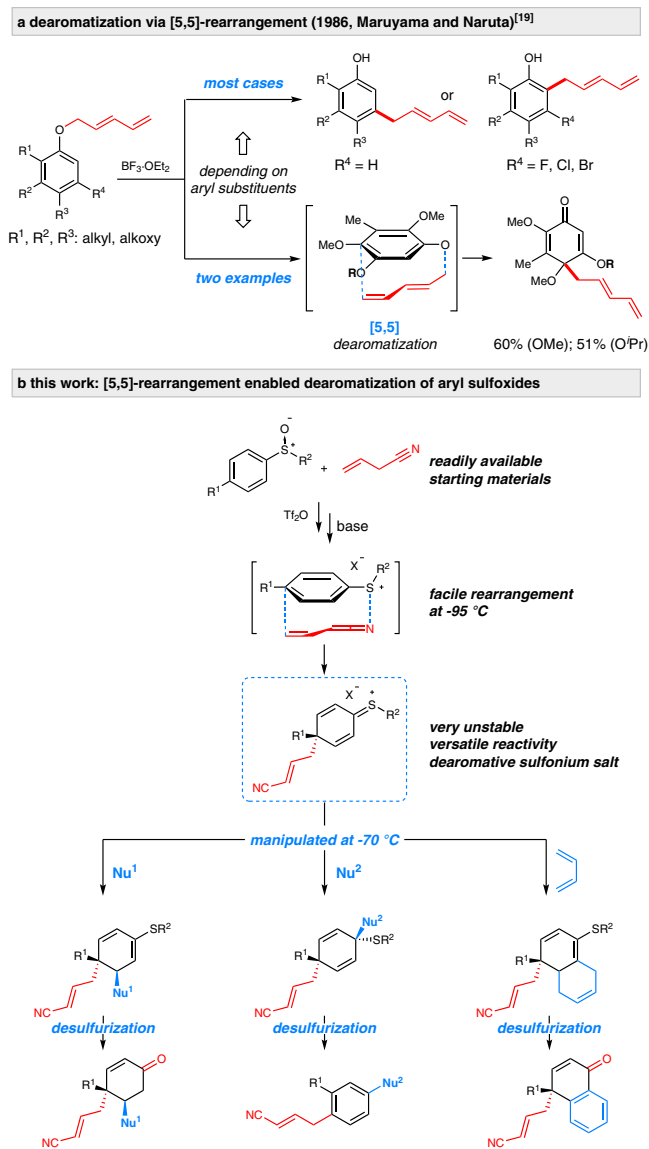 a dearomatization via [5,5]-rearrangement (1986, Maruyama and Naruta)[19]
most cases
or
OH
R1
R2
R3
R4 = H
OH
R1
R2
R3
R4
R4 = F, Cl, Br
O
R1
R2
R3
R4
BF3·OEt2
depending on
aryl substituents
R1, R2, R3: alkyl, alkoxy
two examples
Me
OMe
MeO
O
RO
[5,5]
dearomatization
O
MeO
Me
MeO
OR
60% (OMe); 51% (OiPr)
b this work: [5,5]-rearrangement enabled dearomatization of aryl sulfoxides
O
−
S
+
R2
R1
+
N
readily available
starting materials
Tf2O
base
X−
R2
R1
S
+
N
facile rearrangement
at -95 °C
X−
+
S
R2
R1
NC
very unstable
versatile reactivity
dearomative sulfonium salt
manipulated at -70 °C
Nu1
Nu2
SR2
R1
Nu1
NC
Nu2
SR2
R1
NC
SR2
R1
NC
desulfurization
desulfurization
desulfurization
O
R1
Nu1
NC
R1
Nu2
NC
O
R1
NC